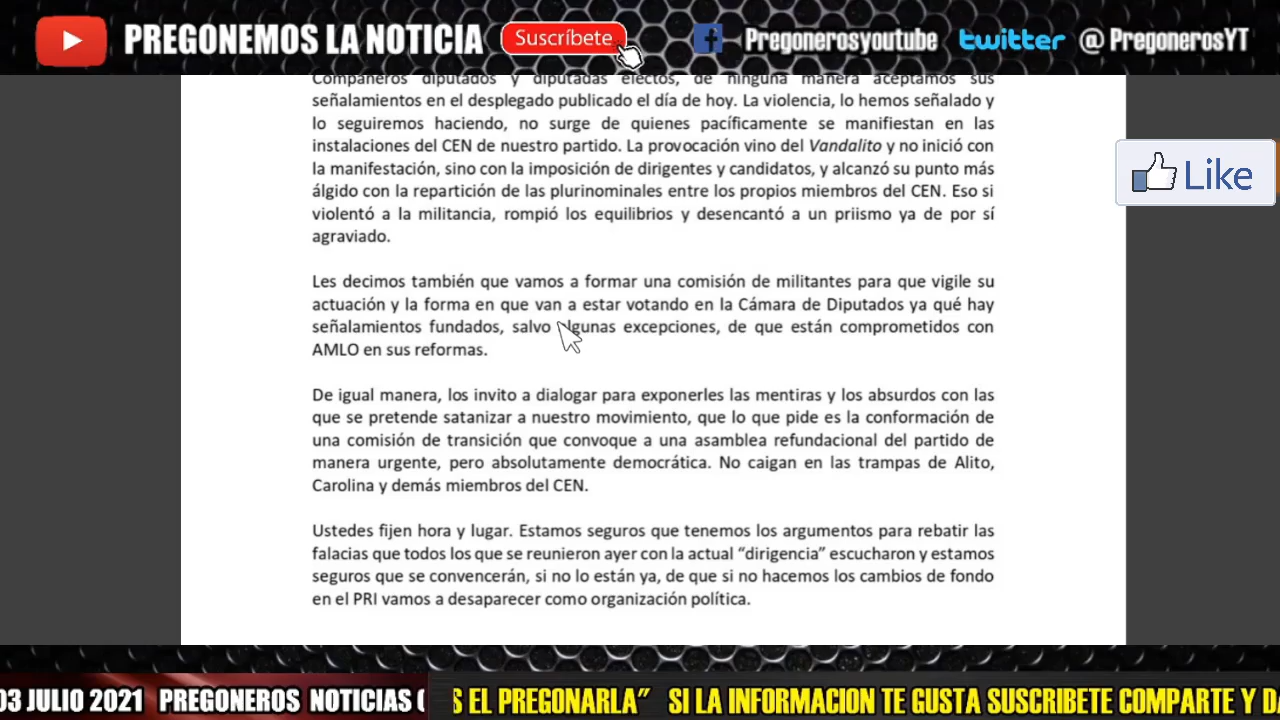 PREGONEMOS LA NOTICIA Suscríbete Pregonerosyoutube twitter @ PregonerosYT
Compañeros diputados y diputadas electos, de ninguna manera aceptamos sus
señalamientos en el desplegado publicado el día de hoy. La violencia, lo hemos señalado y
lo seguiremos haciendo, no surge de quienes pacíficamente se manifiestan en las
instalaciones del CEN de nuestro partido. La provocación vino del Vandalito y no inició con
la manifestación, sino con la imposición de dirigentes y candidatos, y alcanzó su punto más
álgido con la repartición de las plurinominales entre los propios miembros del CEN. Eso si
violentó a la militancia, rompió los equilibrios y desencantó a un priismo ya de por sí
agraviado.
Like
Les decimos también que vamos a formar una comisión de militantes para que vigile su
actuación y la forma en que van a estar votando en la Cámara de Diputados ya qué hay
señalamientos fundados, salvo algunas excepciones, de que están comprometidos con
AMLO en sus reformas.
De igual manera, los invito a dialogar para exponerles las mentiras y los absurdos con las
que se pretende satanizar a nuestro movimiento, que lo que pide es la conformación de
una comisión de transición que convoque a una asamblea refundacional del partido de
manera urgente, pero absolutamente democrática. No caigan en las trampas de Alito,
Carolina y demás miembros del CEN.
Ustedes fijen hora y lugar. Estamos seguros que tenemos los argumentos para rebatir las
falacias que todos los que se reunieron ayer con la actual “dirigencia” escucharon y estamos
seguros que se convencerán, si no lo están ya, de que si no hacemos los cambios de fondo
en el PRI vamos a desaparecer como organización política.
03 JULIO 2021 PREGONEROS NOTICIAS S EL PREGONARLA” SI LA INFORMACION TE GUSTA SUSCRIBETE COMPARTE Y